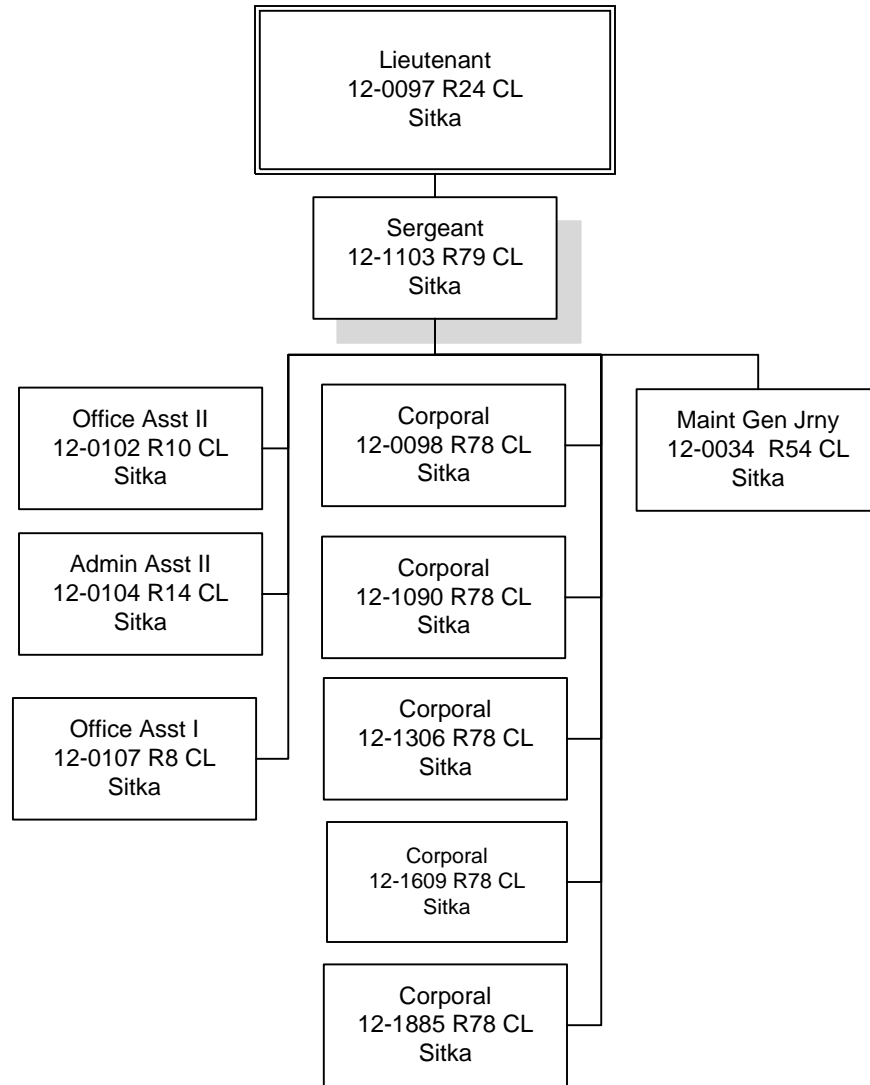 Lieutenant
12-0097 R24 CL
Sitka
Sergeant
12-1103 R79 CL
Sitka
Office Asst II
12-0102 R10 CL
Sitka
Admin Asst II
12-0104 R14 CL
Sitka
Office Asst I
12-0107 R8 CL
Sitka
Corporal
12-0098 R78 CL
Sitka
Corporal
12-1090 R78 CL
Sitka
Corporal
12-1306 R78 CL
Sitka
Corporal
12-1609 R78 CL
Sitka
Corporal
12-1885 R78 CL
Sitka
Maint Gen Jrny
12-0034  R54 CL
Sitka